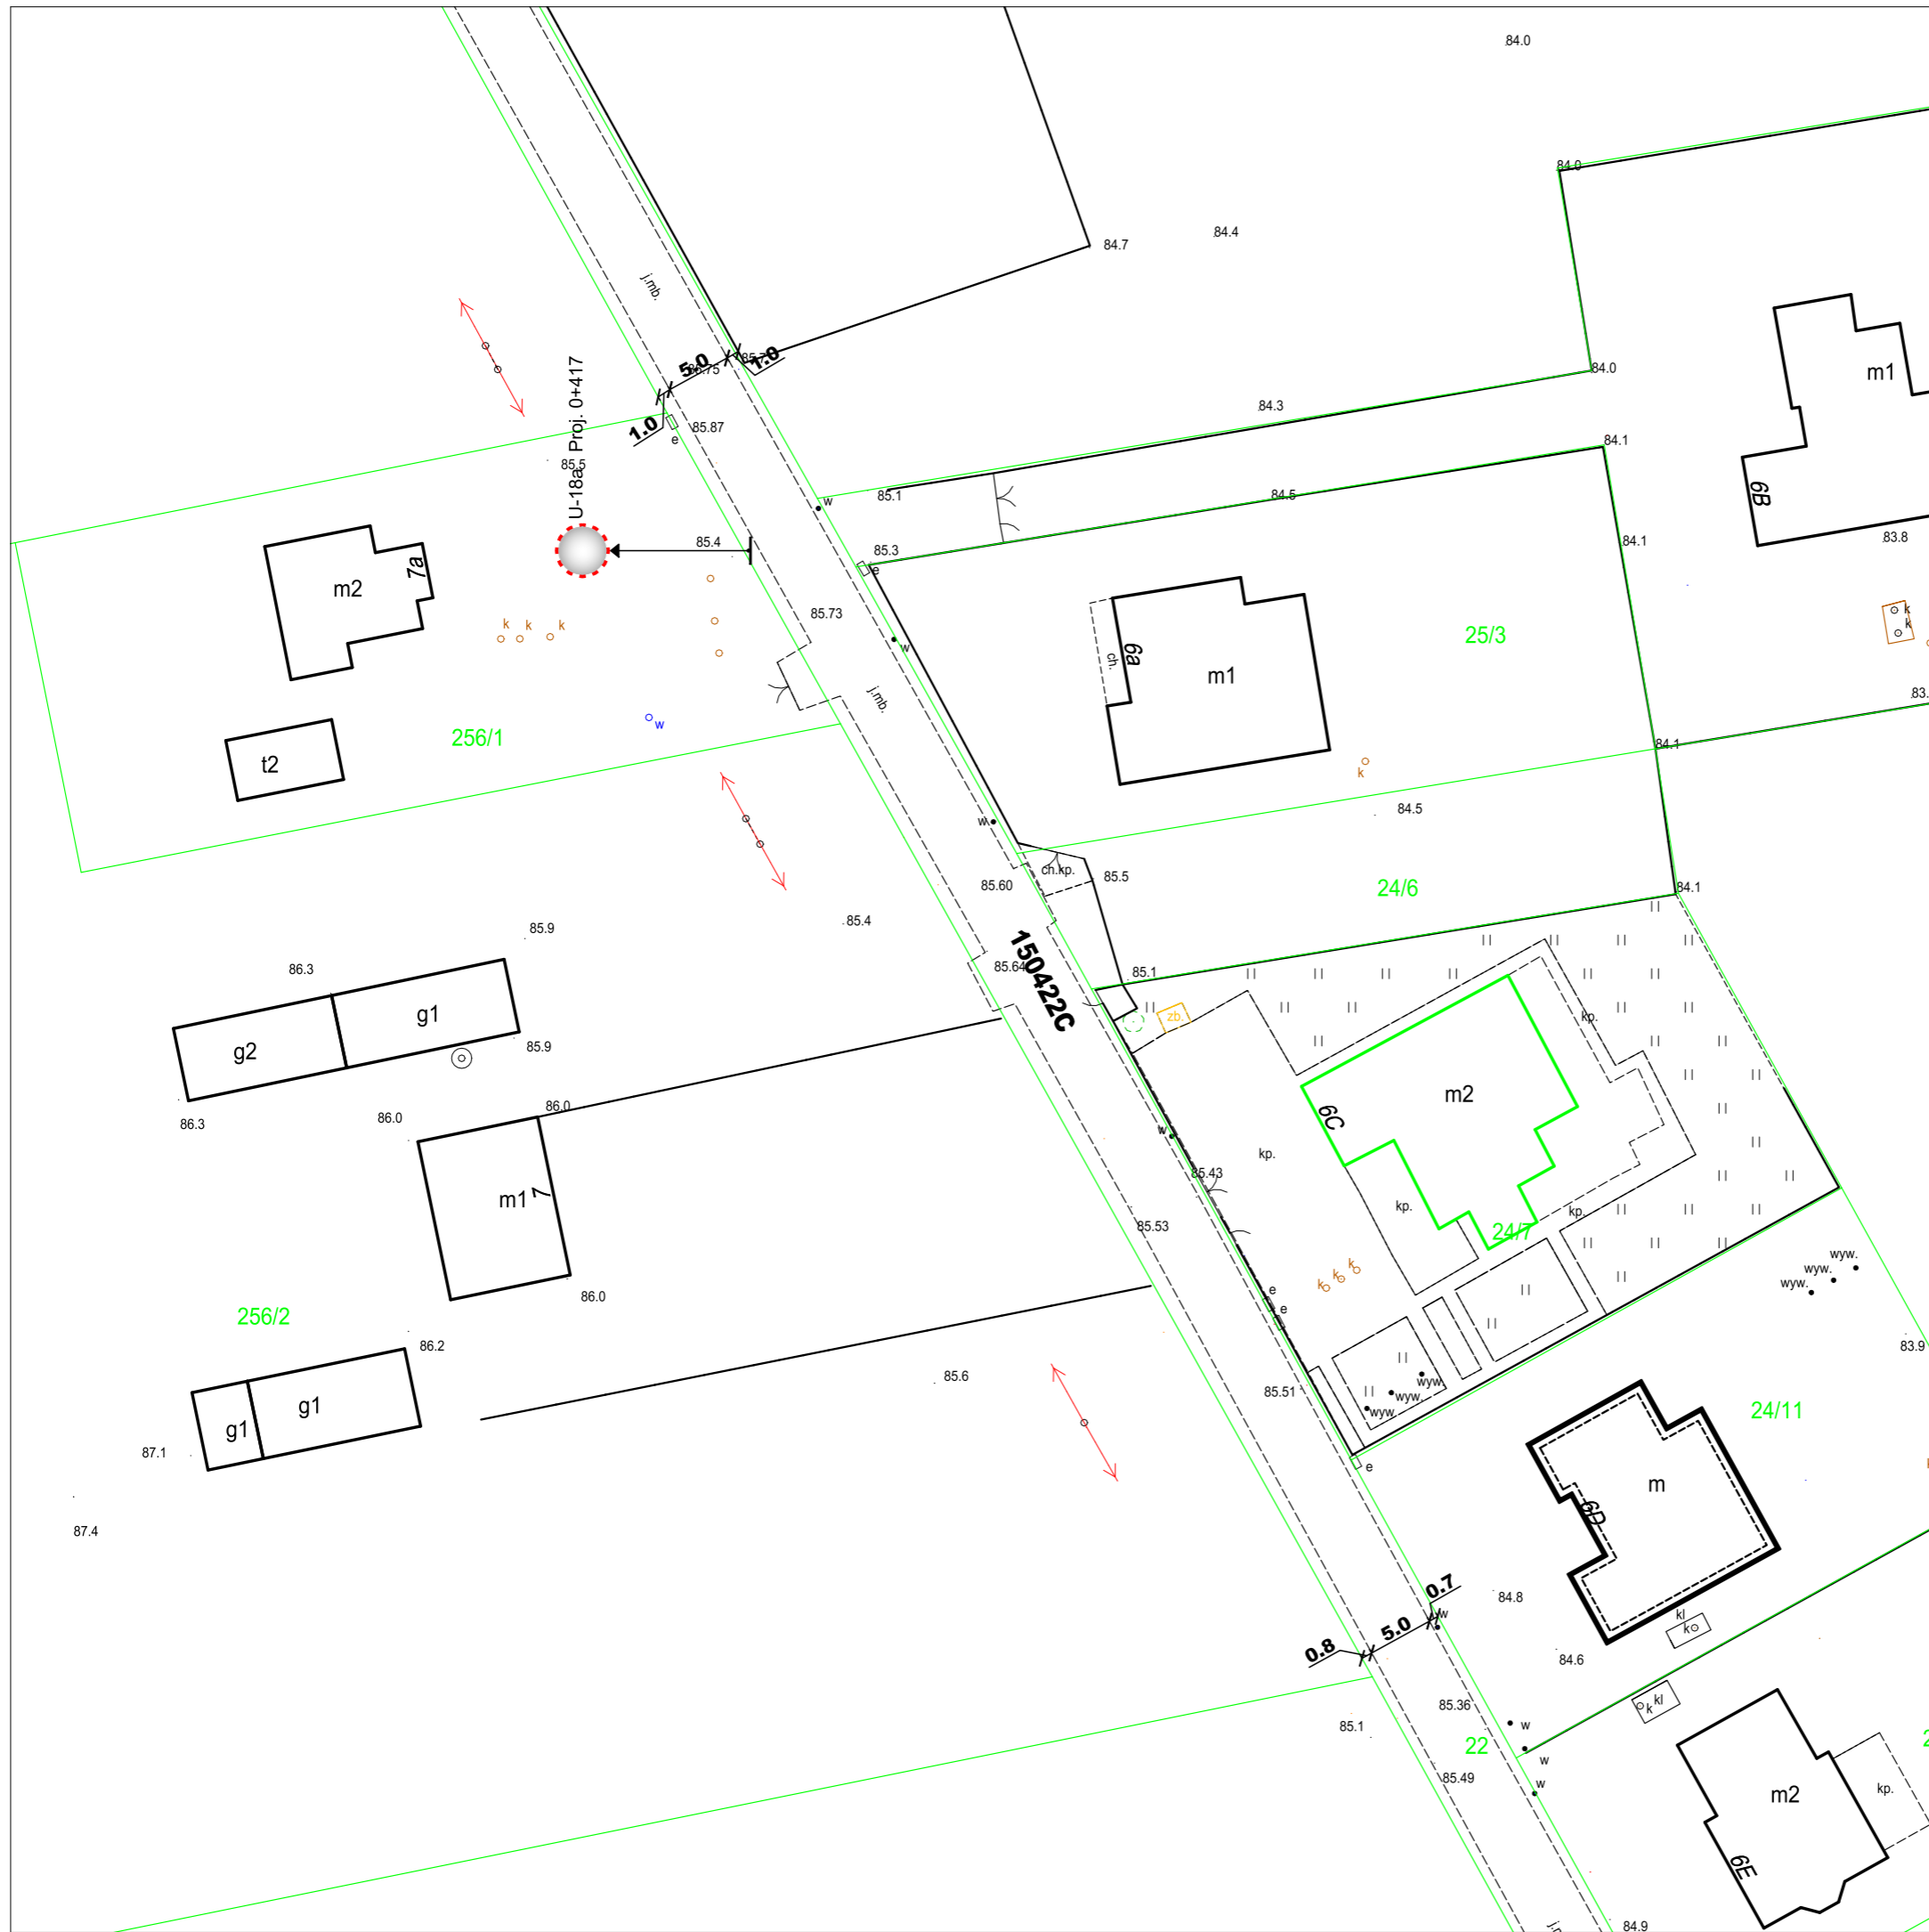 84.0
84.0
84.7
84.4
j.mb.
m1
5.0
1.0
84.0
84.3
U-18a Proj. 0+417
1.0
85.87
e
84.1
85.5
w
85.1
84.5
6B
83.8
85.4
85.3
e
84.1
7a
m2
k
k
k
85.73
w
25/3
k
k
6a
ch.
m1
j.mb.
w
256/1
84.1
t2
k
84.5
w
85.60
ch.kp.
85.5
24/6
84.1
85.4
85.9
86.3
85.64
150422C
85.1
g1
zb.
kp.
g2
85.9
m2
86.0
86.0
86.3
6C
w
kp.
85.43
m1
7
kp.
kp.
85.53
24/7
wyw.
wyw.
wyw.
k
k
k
e
e
86.0
256/2
86.2
83.9
85.6
wyw.
wyw.
wyw.
85.51
g1
g1
24/11
87.1
e
m
6D
87.4
0.7
84.8
w
5.0
0.8
kl
k
84.6
kl
k
85.36
85.1
w
22
w
85.49
w
m2
kp.
6E
84.9